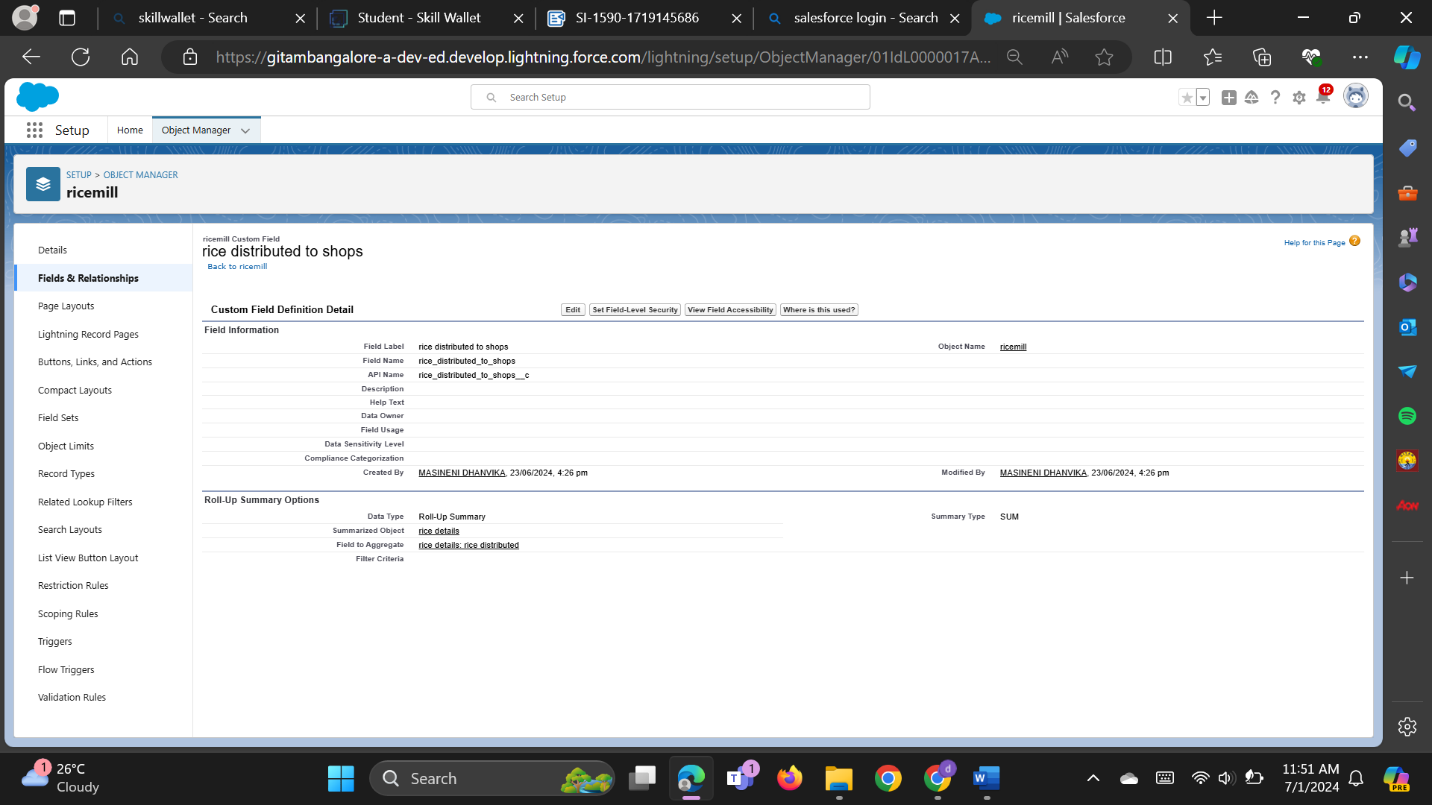 skillwallet - Search
Student - Skill Wallet
SI-1590-1719145686
salesforce login - Search
ricemill | Salesforce
https://gitambangalore-a-dev-ed.develop.lightning.force.com/lightning/setup/ObjectManager/01IdL0000017A...
Search Setup
12
Setup
Home
Object Manager
SETUP > OBJECT MANAGER
ricemill
Details
Fields & Relationships
Page Layouts
Lightning Record Pages
Buttons, Links, and Actions
Compact Layouts
Field Sets
Object Limits
Record Types
Related Lookup Filters
Search Layouts
List View Button Layout
Restriction Rules
Scoping Rules
Triggers
Flow Triggers
Validation Rules
ricemill Custom Field
rice distributed to shops
Back to ricemill
Help for this Page
Custom Field Definition Detail
Edit Set Field-Level Security View Field Accessibility Where is this used?
Field Information
Field Label rice distributed to shops Object Name ricemill
Field Name rice_distributed_to_shops
API Name rice_distributed_to_shops__c
Description
Help Text
Data Owner
Field Usage
Data Sensitivity Level
Compliance Categorization
Created By MASINENI DHANVIKA, 23/06/2024, 4:26 pm Modified By MASINENI DHANVIKA, 23/06/2024, 4:26 pm
Roll-Up Summary Options
Data Type Roll-Up Summary Summary Type SUM
Summarized Object rice details
Field to Aggregate rice details: rice distributed
Filter Criteria
AON
1
26°C
Cloudy
Search
1
d
11:51 AM
7/1/2024
PRE